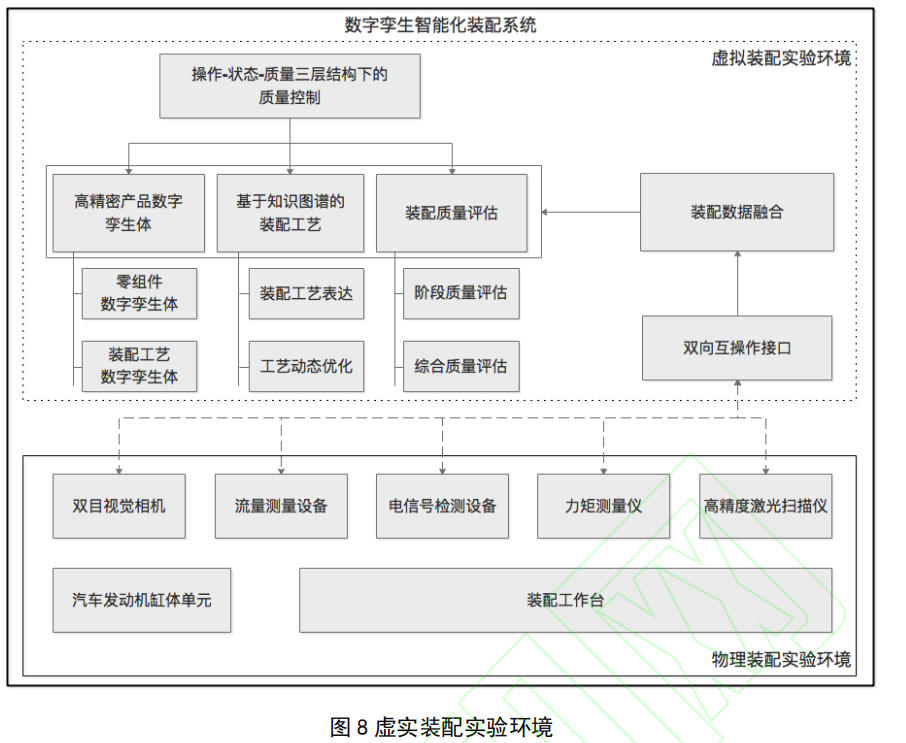 数字孪生智能化装配系统
虚拟装配实验环境
操作-状态-质量三层结构下的
质量控制
高精密产品数字
孪生体
基于知识图谱的
装配工艺
装配质量评估
装配数据融合
零组件
数字孪生体
装配工艺表达
阶段质量评估
双向互操作接口
装配工艺
数字孪生体
工艺动态优化
综合质量评估
双目视觉相机
流量测量设备
电信号检测设备
力矩测量仪
高精度激光扫描仪
汽车发动机缸体单元
装配工作台
物理装配实验环境
图 8 虚实装配实验环境